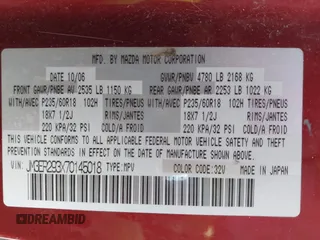 MFD. BY MAZDA MOTOR CORPORATION
DATE 10/06 GVWR/PNBV 4780 LB 2168 KG
FRONT GAWR/PNBE AV 2535 LB 1150 KG REAR GAWR/PNBE AR 2253 LB 1022 KG
WITH/AVEC P235/60R18 102H TIRES/PNEUS WITH/AVEC P235/60R18 102H TIRES/PNEUS
18X7 1/2J RIMS/JANTES 18X7 1/2J RIMS/JANTES
220 KPA/32 PSI COLD/A FROID 220 KPA/32 PSI COLD/A FROID
THIS VEHICLE CONFORMS TO ALL APPLICABLE FEDERAL MOTOR VEHICLE SAFETY, BUMPER, AND THEFT
PREVENTION STANDARDS IN EFFECT ON THE DATE OF MANUFACTURE SHOWN ABOVE.
VIN: JM3ER293X70145018 TYPE: MPV COLOR CODE: 32V MADE IN JAPAN
DRIVE AND BID